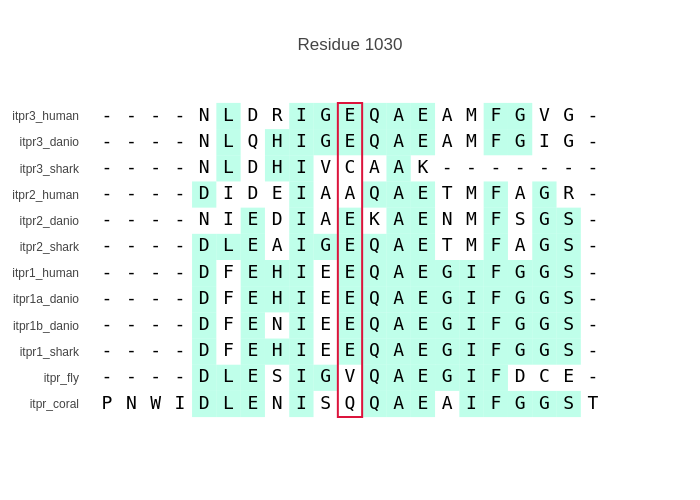 Residue 1030
itpr3_human - - - - N L D R I G E Q A E A M F G V G -
itpr3_danio - - - - N L Q H I G E Q A E A M F G I G -
itpr3_shark - - - - N L D H I V C A A K - - - - - - -
itpr2_human - - - - D I D E I A A Q A E T M F A G R -
itpr2_danio - - - - N I E D I A E K A E N M F S G S -
itpr2_shark - - - - D L E A I G E Q A E T M F A G S -
itpr1_human - - - - D F E H I E E Q A E G I F G G S -
itpr1a_danio - - - - D F E H I E E Q A E G I F G G S -
itpr1b_danio - - - - D F E N I E E Q A E G I F G G S -
itpr1_shark - - - - D F E H I E E Q A E G I F G G S -
itpr_fly - - - - D L E S I G V Q A E G I F D C E -
itpr_coral P N W I D L E N I S Q Q A E A I F G G S T